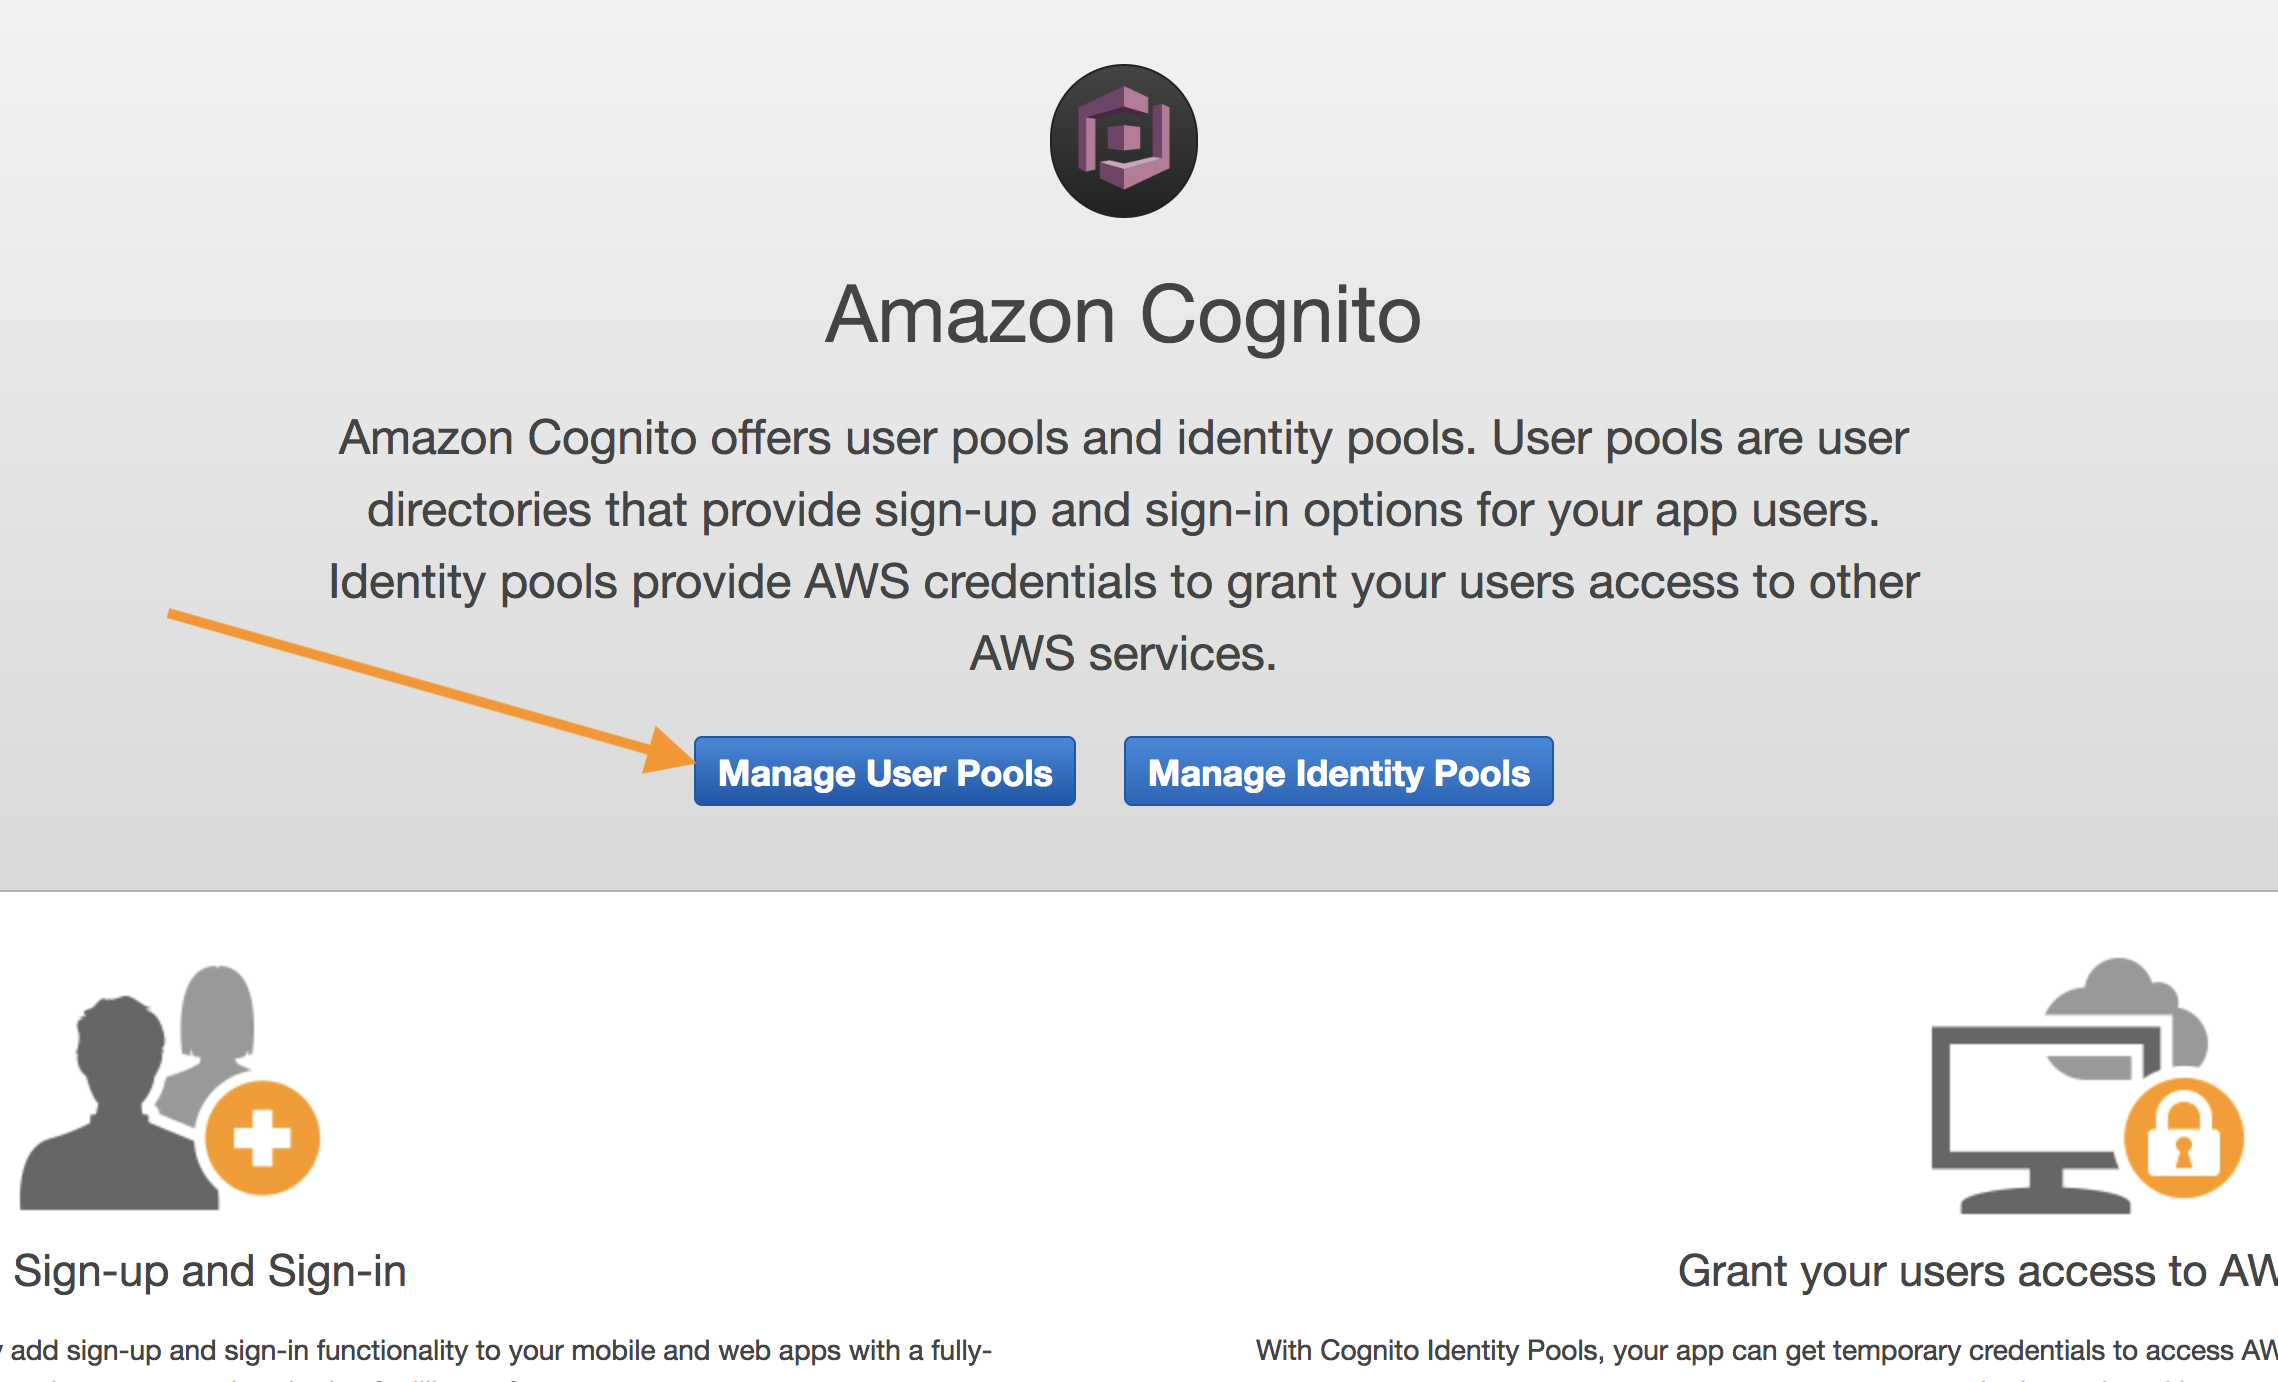 Amazon Cognito
Amazon Cognito offers user pools and identity pools. User pools are user
directories that provide sign-up and sign-in options for your app users.
Identity pools provide AWS credentials to grant your users access to other
AWS services.
Manage User Pools
Manage Identity Pools
Sign-up and Sign-in
Grant your users access to AW
add sign-up and sign-in functionality to your mobile and web apps with a fully-
With Cognito Identity Pools, your app can get temporary credentials to access AW